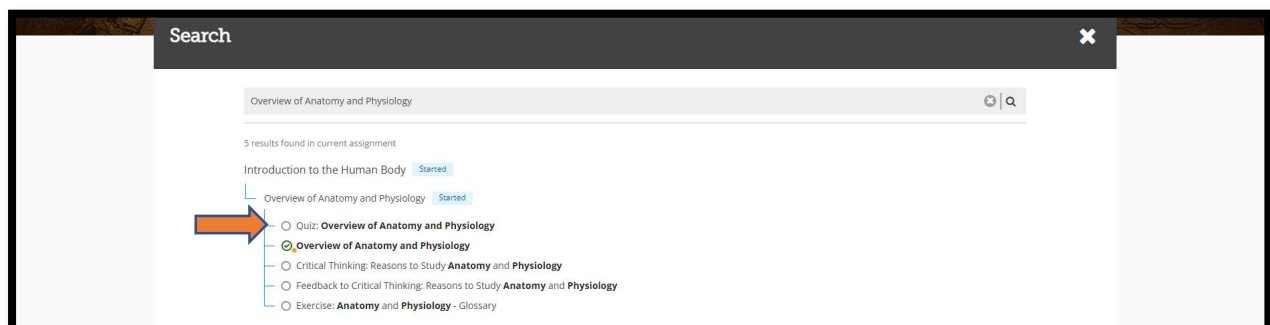 Search
Overview of Anatomy and Physiology
5 results found in current assignment
Introduction to the Human Body Started
Overview of Anatomy and Physiology Started
Quiz: Overview of Anatomy and Physiology
Overview of Anatomy and Physiology
Critical Thinking: Reasons to Study Anatomy and Physiology
Feedback to Critical Thinking: Reasons to Study Anatomy and Physiology
Exercise: Anatomy and Physiology - Glossary